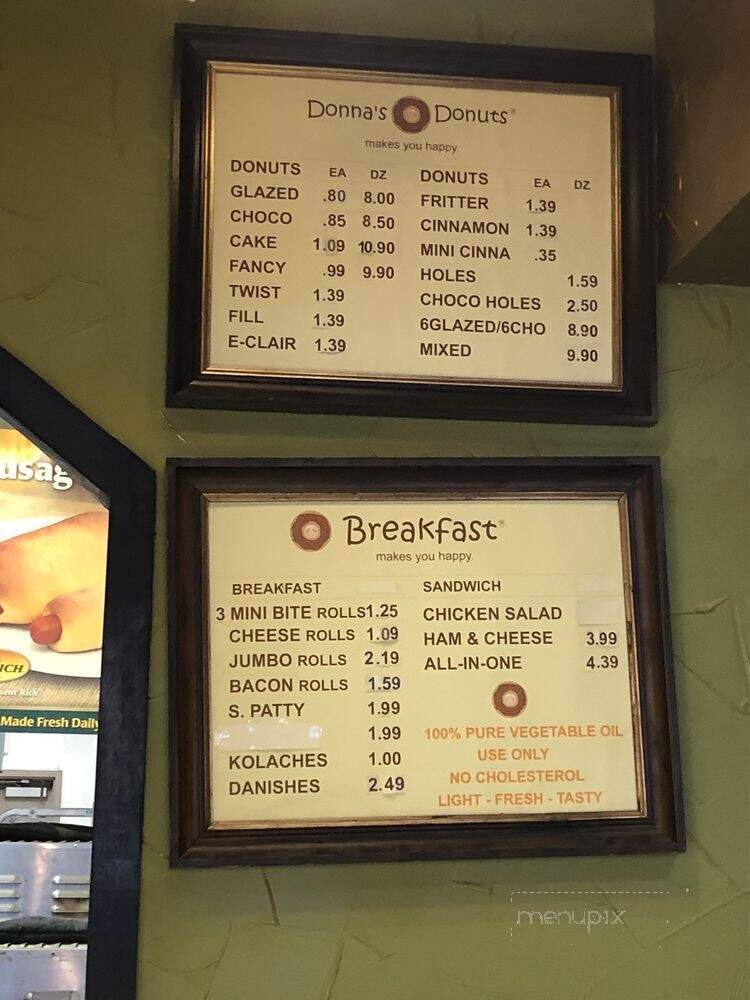 Donna's Donuts
makes you happy
DONUTS EA DZ
GLAZED .80 8.00
CHOCO .85 8.50
CAKE 1.09 10.90
FANCY .99 9.90
TWIST 1.39
FILL 1.39
E-CLAIR 1.39
DONUTS EA DZ
FRITTER 1.39
CINNAMON 1.39
MINI CINNA .35
HOLES 1.59
CHOCO HOLES 2.50
6GLAZED/6CHO 8.90
MIXED 9.90
Breakfast
makes you happy.
BREAKFAST
3 MINI BITE ROLLS 1.25
CHEESE ROLLS 1.09
JUMBO ROLLS 2.19
BACON ROLLS 1.59
S. PATTY 1.99
1.99
KOLACHES 1.00
DANISHES 2.49
SANDWICH
CHICKEN SALAD
HAM & CHEESE 3.99
ALL-IN-ONE 4.39
100% PURE VEGETABLE OIL
USE ONLY
NO CHOLESTEROL
LIGHT - FRESH - TASTY
usag
ICH
Rich
Made Fresh Daily
menupix